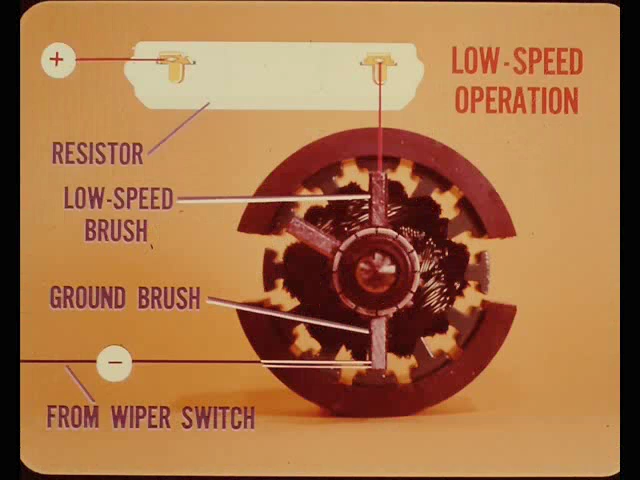 +
LOW-SPEED
OPERATION
RESISTOR
LOW-SPEED
BRUSH
GROUND BRUSH
−
FROM WIPER SWITCH